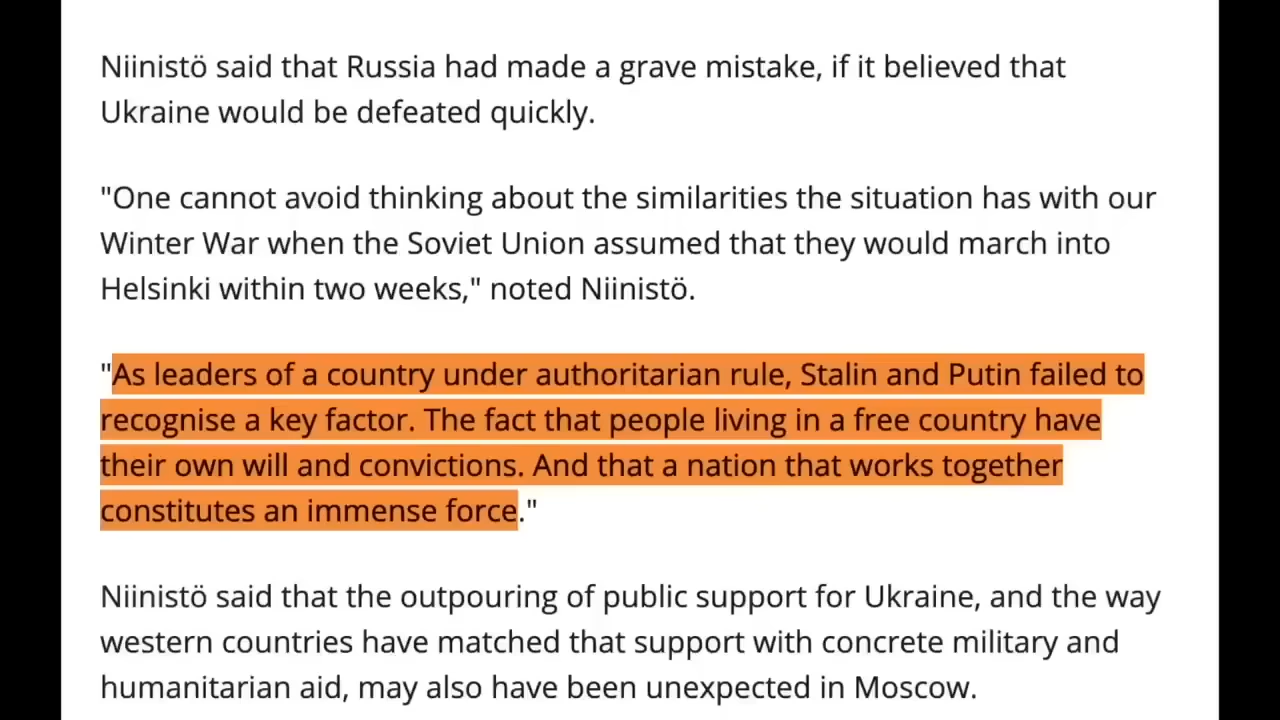 Niinistö said that Russia had made a grave mistake, if it believed that
Ukraine would be defeated quickly.
"One cannot avoid thinking about the similarities the situation has with our
Winter War when the Soviet Union assumed that they would march into
Helsinki within two weeks," noted Niinistö.
"As leaders of a country under authoritarian rule, Stalin and Putin failed to
recognise a key factor. The fact that people living in a free country have
their own will and convictions. And that a nation that works together
constitutes an immense force."
Niinistö said that the outpouring of public support for Ukraine, and the way
western countries have matched that support with concrete military and
humanitarian aid, may also have been unexpected in Moscow.